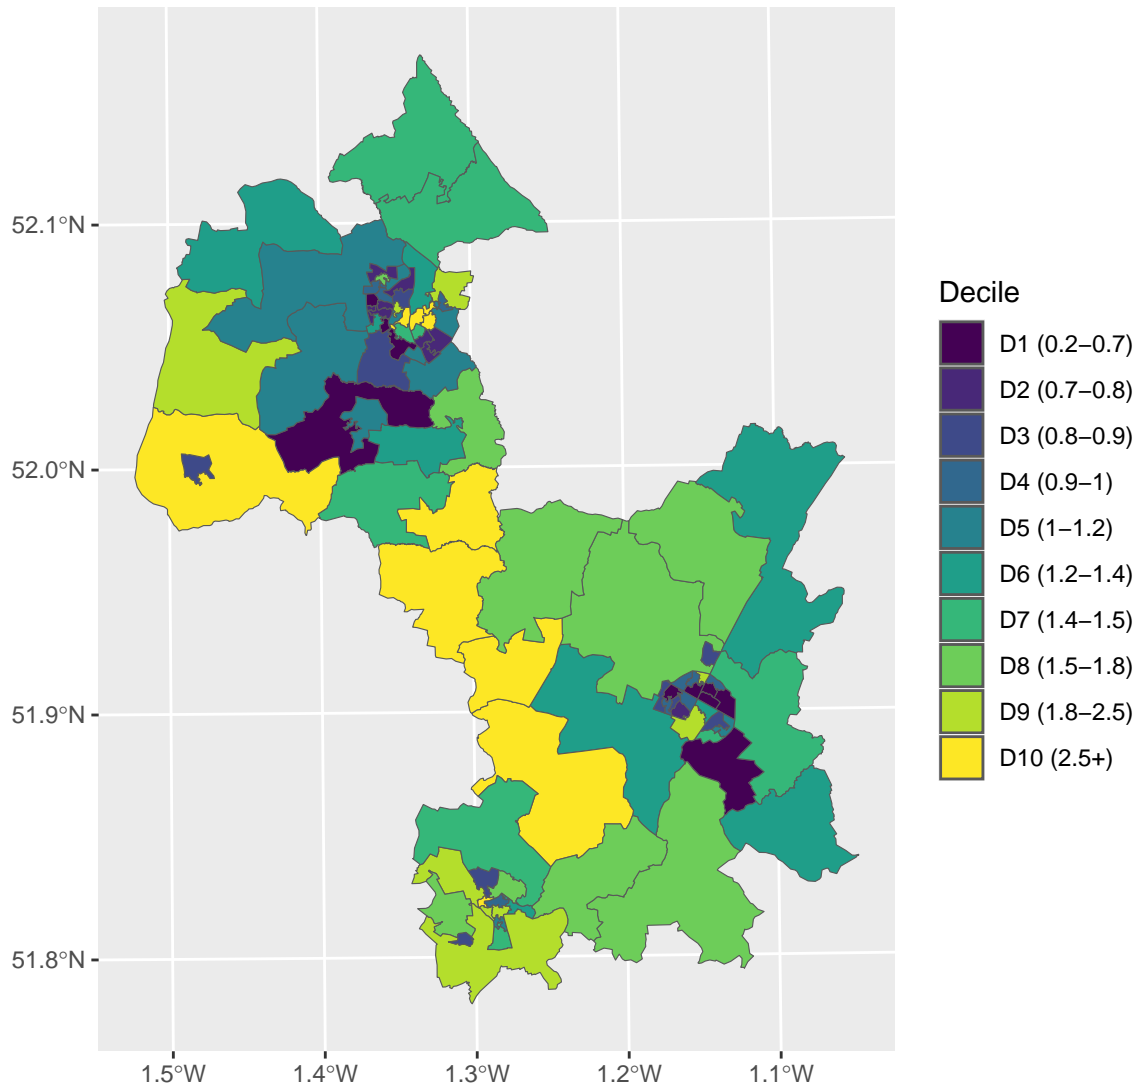 52.1°N
52.0°N
51.9°N
51.8°N
1.5°W
1.4°W
1.3°W
1.2°W
1.1°W
Decile
D1 (0.2−0.7)
D2 (0.7−0.8)
D3 (0.8−0.9)
D4 (0.9−1)
D5 (1−1.2)
D6 (1.2−1.4)
D7 (1.4−1.5)
D8 (1.5−1.8)
D9 (1.8−2.5)
D10 (2.5+)